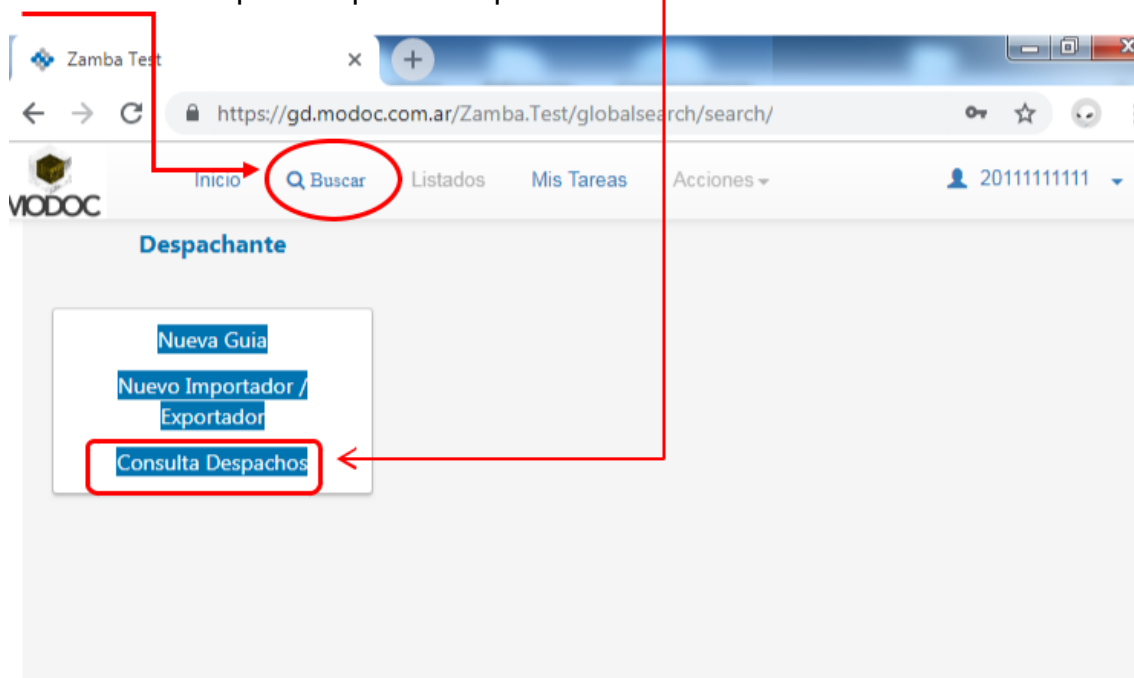 Zamba Test
https://gd.modoc.com.ar/Zamba.Test/globalsearch/search/
MODOC
Inicio Buscar Listados Mis Tareas Acciones 20111111111
Despachante
Nueva Guia
Nuevo Importador /
Exportador
Consulta Despachos